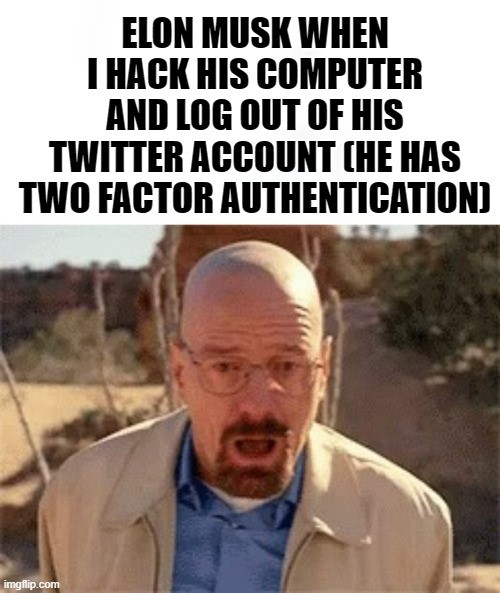 ELON MUSK WHEN
I HACK HIS COMPUTER
AND LOG OUT OF HIS
TWITTER ACCOUNT (HE HAS
TWO FACTOR AUTHENTICATION)
imgflip.com